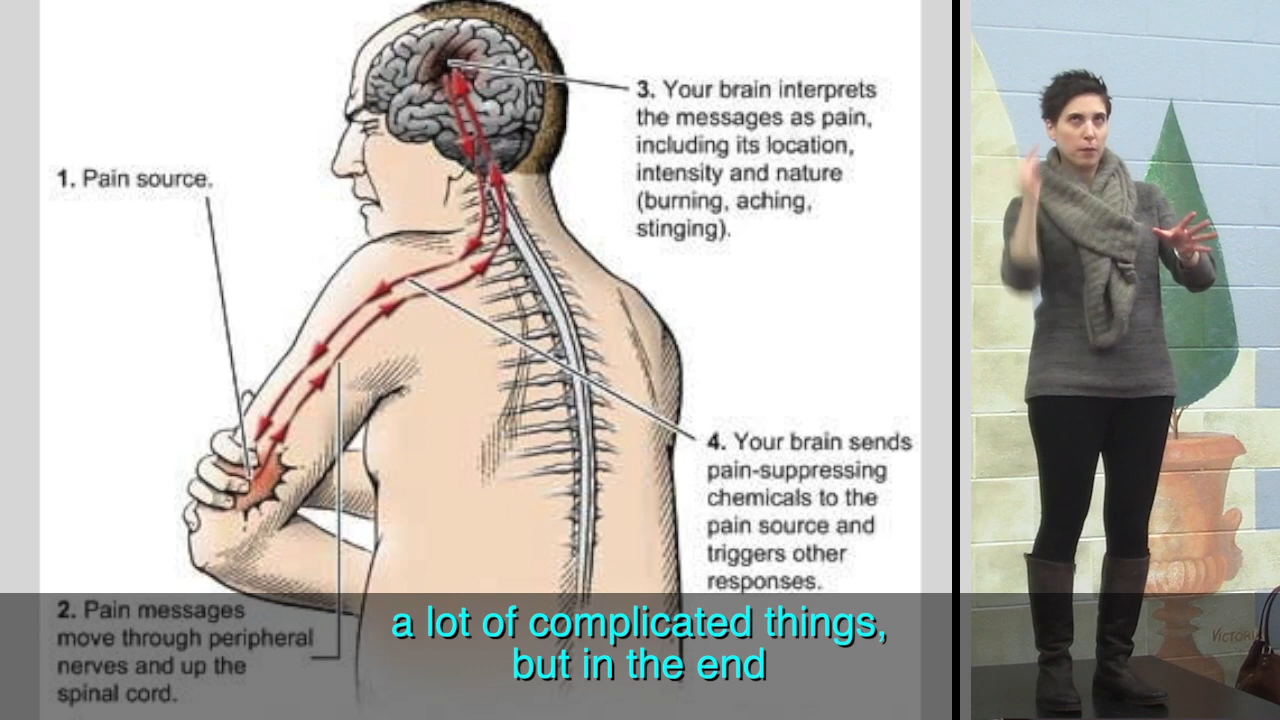 1. Pain source.
3. Your brain interprets
the messages as pain,
including its location,
intensity and nature
(burning, aching,
stinging).
4. Your brain sends
pain-suppressing
chemicals to the
pain source and
triggers other
responses.
2. Pain messages
move through peripheral
nerves and up the
spinal cord.
a lot of complicated things,
but in the end